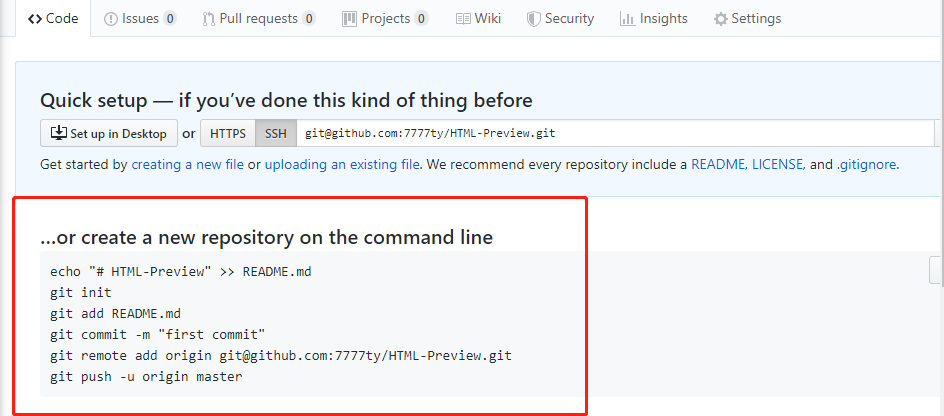 Code Issues 0 Pull requests 0 Projects 0 Wiki Security Insights Settings
Quick setup — if you’ve done this kind of thing before
Set up in Desktop or HTTPS SSH git@github.com:7777ty/HTML-Preview.git
Get started by creating a new file or uploading an existing file. We recommend every repository include a README, LICENSE, and .gitignore.
…or create a new repository on the command line
echo "# HTML-Preview" >> README.md
git init
git add README.md
git commit -m "first commit"
git remote add origin git@github.com:7777ty/HTML-Preview.git
git push -u origin master